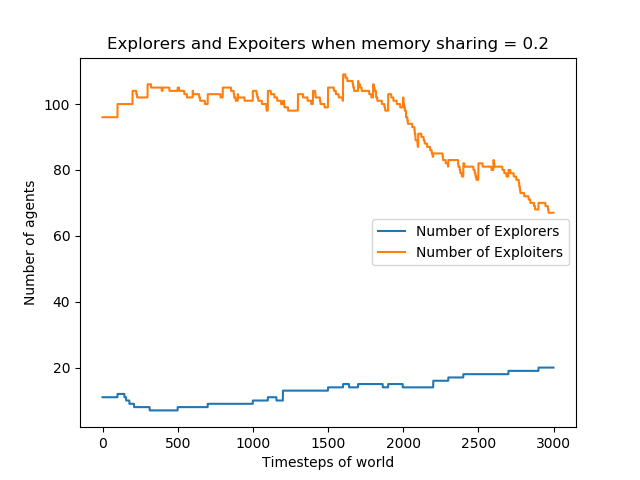 Explorers and Expoiters when memory sharing = 0.2
Number of agents
100
80
60
40
20
Number of Explorers
Number of Exploiters
0 500 1000 1500 2000 2500 3000
Timesteps of world